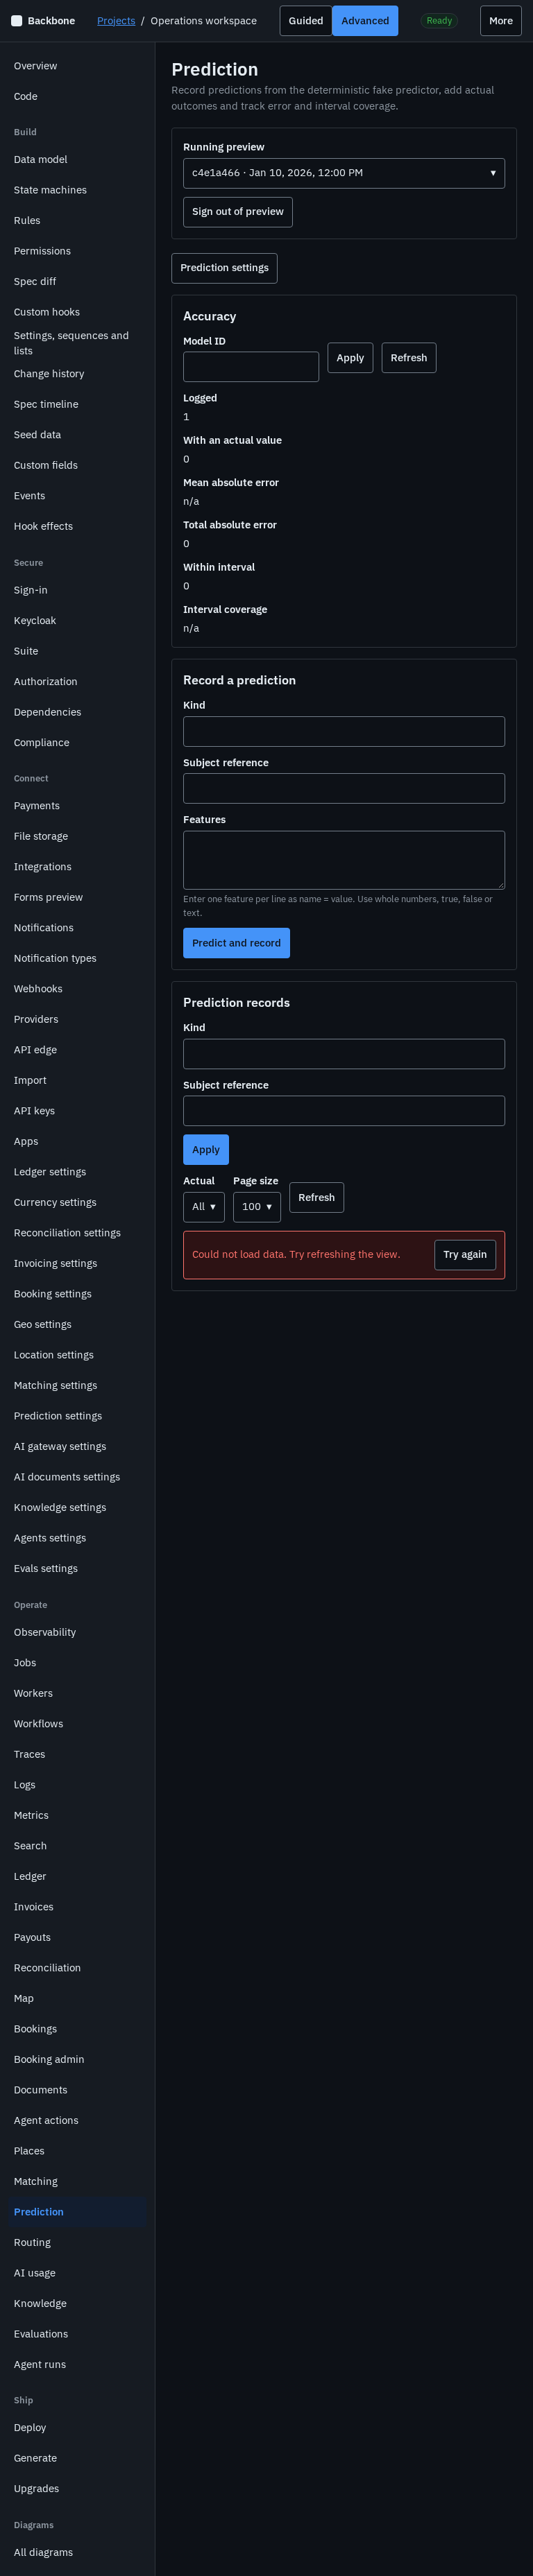 Backbone
Projects / Operations workspace
Guided
Advanced
Ready
More
Overview
Code
Build
Data model
State machines
Rules
Permissions
Spec diff
Custom hooks
Settings, sequences and
lists
Change history
Spec timeline
Seed data
Custom fields
Events
Hook effects
Secure
Sign-in
Keycloak
Suite
Authorization
Dependencies
Compliance
Connect
Payments
File storage
Integrations
Forms preview
Notifications
Notification types
Webhooks
Providers
API edge
Import
API keys
Apps
Ledger settings
Currency settings
Reconciliation settings
Invoicing settings
Booking settings
Geo settings
Location settings
Matching settings
Prediction settings
AI gateway settings
AI documents settings
Knowledge settings
Agents settings
Evals settings
Operate
Observability
Jobs
Workers
Workflows
Traces
Logs
Metrics
Search
Ledger
Invoices
Payouts
Reconciliation
Map
Bookings
Booking admin
Documents
Agent actions
Places
Matching
Prediction
Routing
AI usage
Knowledge
Evaluations
Agent runs
Ship
Deploy
Generate
Upgrades
Diagrams
All diagrams
Prediction
Record predictions from the deterministic fake predictor, add actual
outcomes and track error and interval coverage.
Running preview
c4e1a466 · Jan 10, 2026, 12:00 PM
Sign out of preview
Prediction settings
Accuracy
Model ID
Apply
Refresh
Logged
1
With an actual value
0
Mean absolute error
n/a
Total absolute error
0
Within interval
0
Interval coverage
n/a
Record a prediction
Kind
Subject reference
Features
Enter one feature per line as name = value. Use whole numbers, true, false or
text.
Predict and record
Prediction records
Kind
Subject reference
Apply
Actual
Page size
All
100
Refresh
Could not load data. Try refreshing the view.
Try again